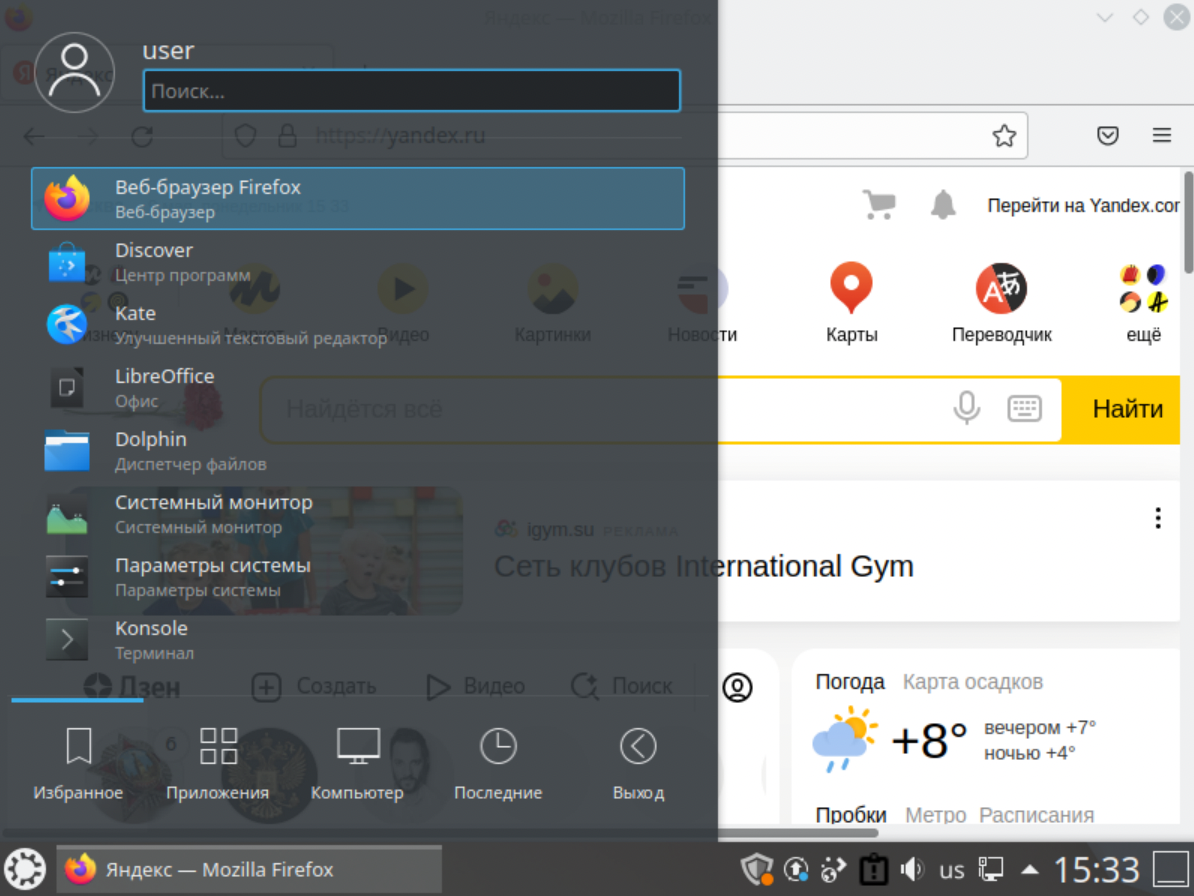 Яндекс — Mozilla Firefox
user
Яндекс
Поиск...
https://yandex.ru
Веб-браузер Firefox
Веб-браузер
Перейти на Yandex.cor
Discover
Центр программ
Kate
Улучшенный текстовый редактор
Маркет
Видео
Картинки
Новости
Карты
Переводчик
ещё
LibreOffice
Офис
Найдётся всё
Найти
Dolphin
Диспетчер файлов
Системный монитор
Системный монитор
igym.su РЕКЛАМА
Сеть клубов International Gym
Параметры системы
Параметры системы
Konsole
Терминал
Дзен
Создать
Видео
Поиск
Погода Карта осадков
+8°
вечером +7°
ночью +4°
6
Избранное
Приложения
Компьютер
Последние
Выход
Пробки Метро Расписания
Яндекс — Mozilla Firefox
us
15:33